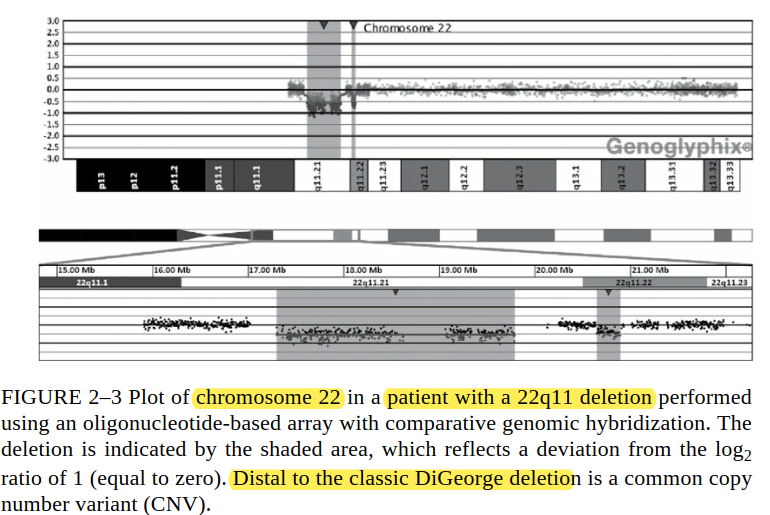 3.0
2.5
2.0
1.5
1.0
0.5
0.0
-0.5
-1.0
-1.5
-2.0
-2.5
-3.0
Chromosome 22
Genoglyphix®
p13 p12 p11.2 p11.1 q11.1 q11.21 q11.22 q11.23 q12.1 q12.2 q12.3 q13.1 q13.2 q13.31 q13.32 q13.33
15.00 Mb 16.00 Mb 17.00 Mb 18.00 Mb 19.00 Mb 20.00 Mb 21.00 Mb
22q11.1 22q11.21 22q11.22 22q11.23
FIGURE 2–3 Plot of chromosome 22 in a patient with a 22q11 deletion performed
using an oligonucleotide-based array with comparative genomic hybridization. The
deletion is indicated by the shaded area, which reflects a deviation from the log2
ratio of 1 (equal to zero). Distal to the classic DiGeorge deletion is a common copy
number variant (CNV).